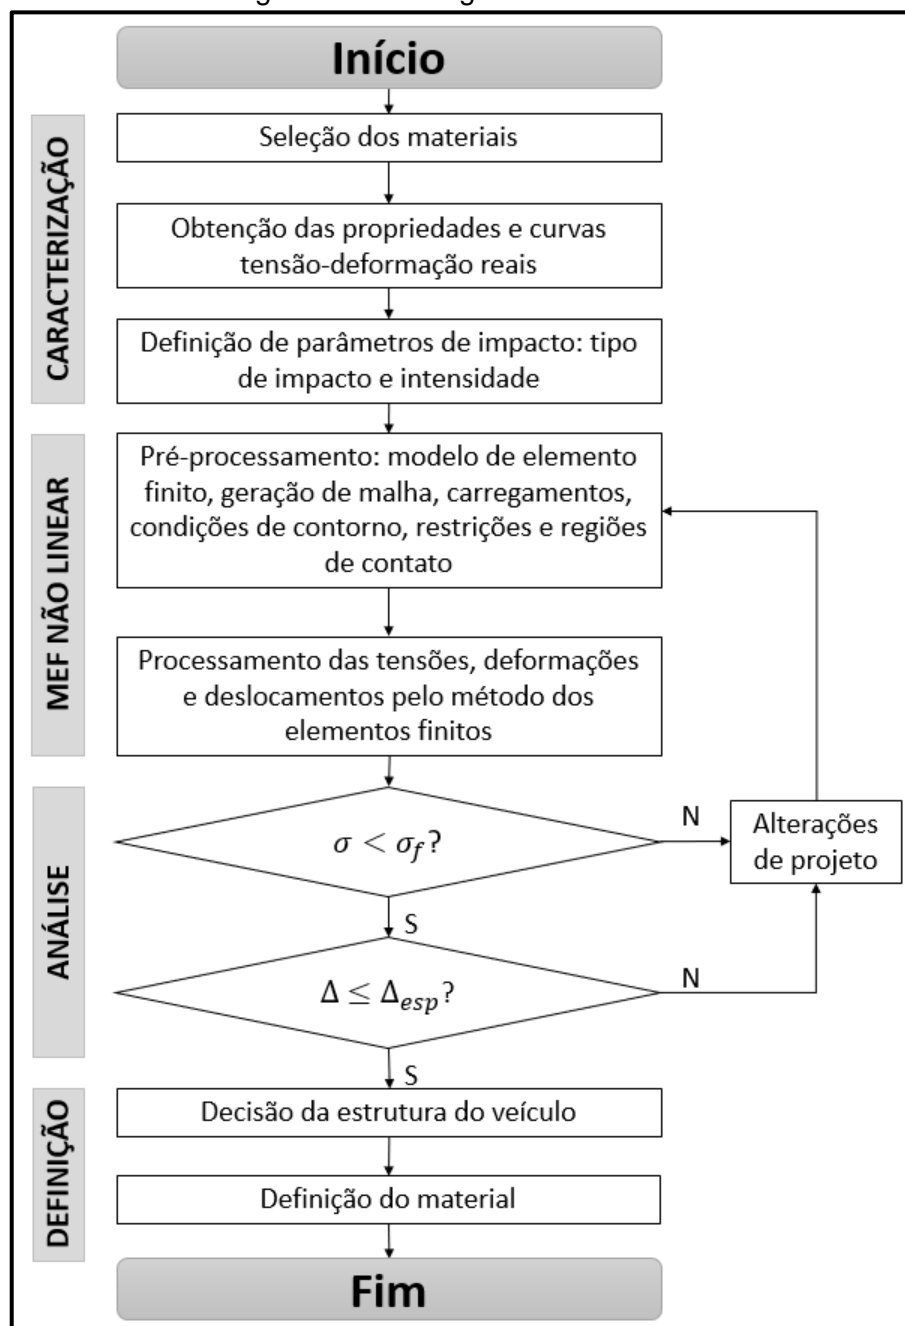 Início
CARACTERIZAÇÃO
Seleção dos materiais
Obtenção das propriedades e curvas
tensão-deformação reais
Definição de parâmetros de impacto: tipo
de impacto e intensidade
MEF NÃO LINEAR
Pré-processamento: modelo de elemento
finito, geração de malha, carregamentos,
condições de contorno, restrições e regiões
de contato
Processamento das tensões, deformações
e deslocamentos pelo método dos
elementos finitos
ANÁLISE
σ < σ_f?
N
Alterações
de projeto
S
Δ ≤ Δ_esp?
N
S
DEFINIÇÃO
Decisão da estrutura do veículo
Definição do material
Fim